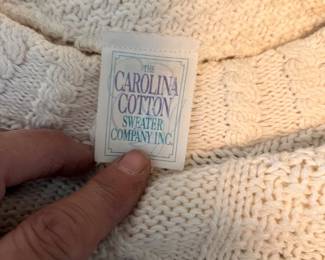 THE
CAROLINA
COTTON
SWEATER
COMPANY INC.